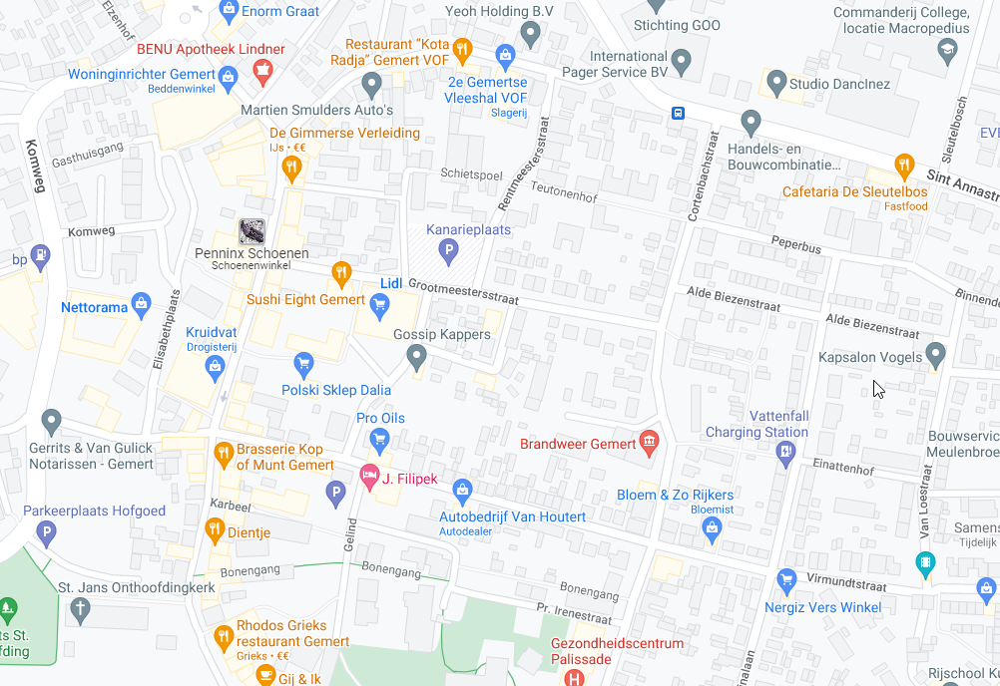 Elzenhof
Enorm Graat
Yeoh Holding B.V
Stichting GOO
Commanderij College,
locatie Macropedius
BENU Apotheek Lindner
Restaurant “Kota
Radja” Gemert VOF
International
Pager Service BV
Woninginrichter Gemert
Beddenwinkel
2e Gemertse
Vleeshal VOF
Slagerij
Studio DancInez
Martien Smulders Auto's
De Gimmerse Verleiding
IJs • €€
Gasthuisgang
Komweg
Rentmeestersstraat
Cortenbachstraat
Handels- en
Bouwcombinatie...
Sleutelbosch
EVE
Schietspoel
Teutonenhof
Cafetaria De Sleutelbos
Fastfood
Sint Annastr
Komweg
Kanarieplaats
P
Peperbus
bp
Penninx Schoenen
Schoenenwinkel
Sushi Eight Gemert
Lidl
Grootmeestersstraat
Alde Biezenstraat
Binnende
Nettorama
Elisabethplaats
Kruidvat
Drogisterij
Gossip Kappers
Alde Biezenstraat
Kapsalon Vogels
Polski Sklep Dalia
Pro Oils
Vattenfall
Charging Station
Gerrits & Van Gulick
Notarissen - Gemert
Brasserie Kop
of Munt Gemert
Brandweer Gemert
Bouwservic
Meulenbroe
Einattenhof
J. Filipek
P
Karbeel
Autobedrijf Van Houtert
Autodealer
Bloem & Zo Rijkers
Bloemist
Van Loestraat
Parkeerplaats Hofgoed
P
Dientje
Gelind
Samens
Tijdelijk
Bonengang
Bonengang
Bonengang
St. Jans Onthoofdingkerk
Virmundtstraat
Nergiz Vers Winkel
Pr. Irenestraat
ts St.
fding
Rhodos Grieks
restaurant Gemert
Grieks • €€
Gezondheidscentrum
Palissade
H
nalaan
Gij & Ik
Rijschool Ku